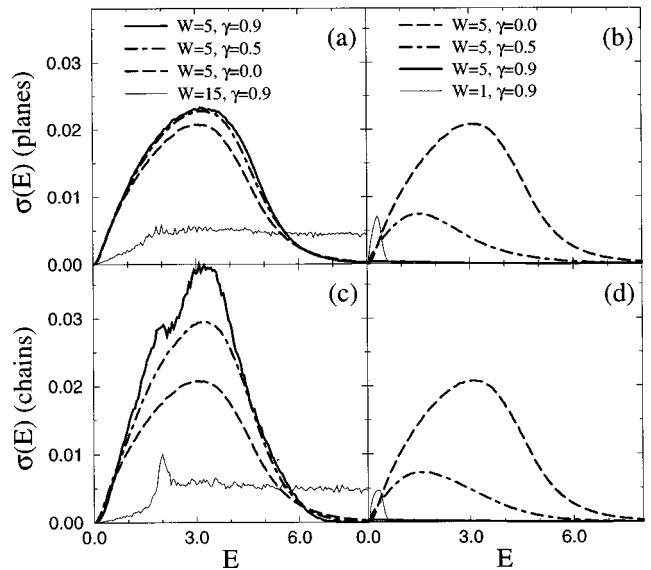 (a)
W=5, γ=0.9
W=5, γ=0.5
W=5, γ=0.0
W=15, γ=0.9
(b)
W=5, γ=0.0
W=5, γ=0.5
W=5, γ=0.9
W=1, γ=0.9
0.03
0.02
0.01
0.00
σ(E) (planes)
(c)
(d)
0.03
0.02
0.01
0.00
σ(E) (chains)
0.0
3.0
6.0
0.0
3.0
6.0
E
E